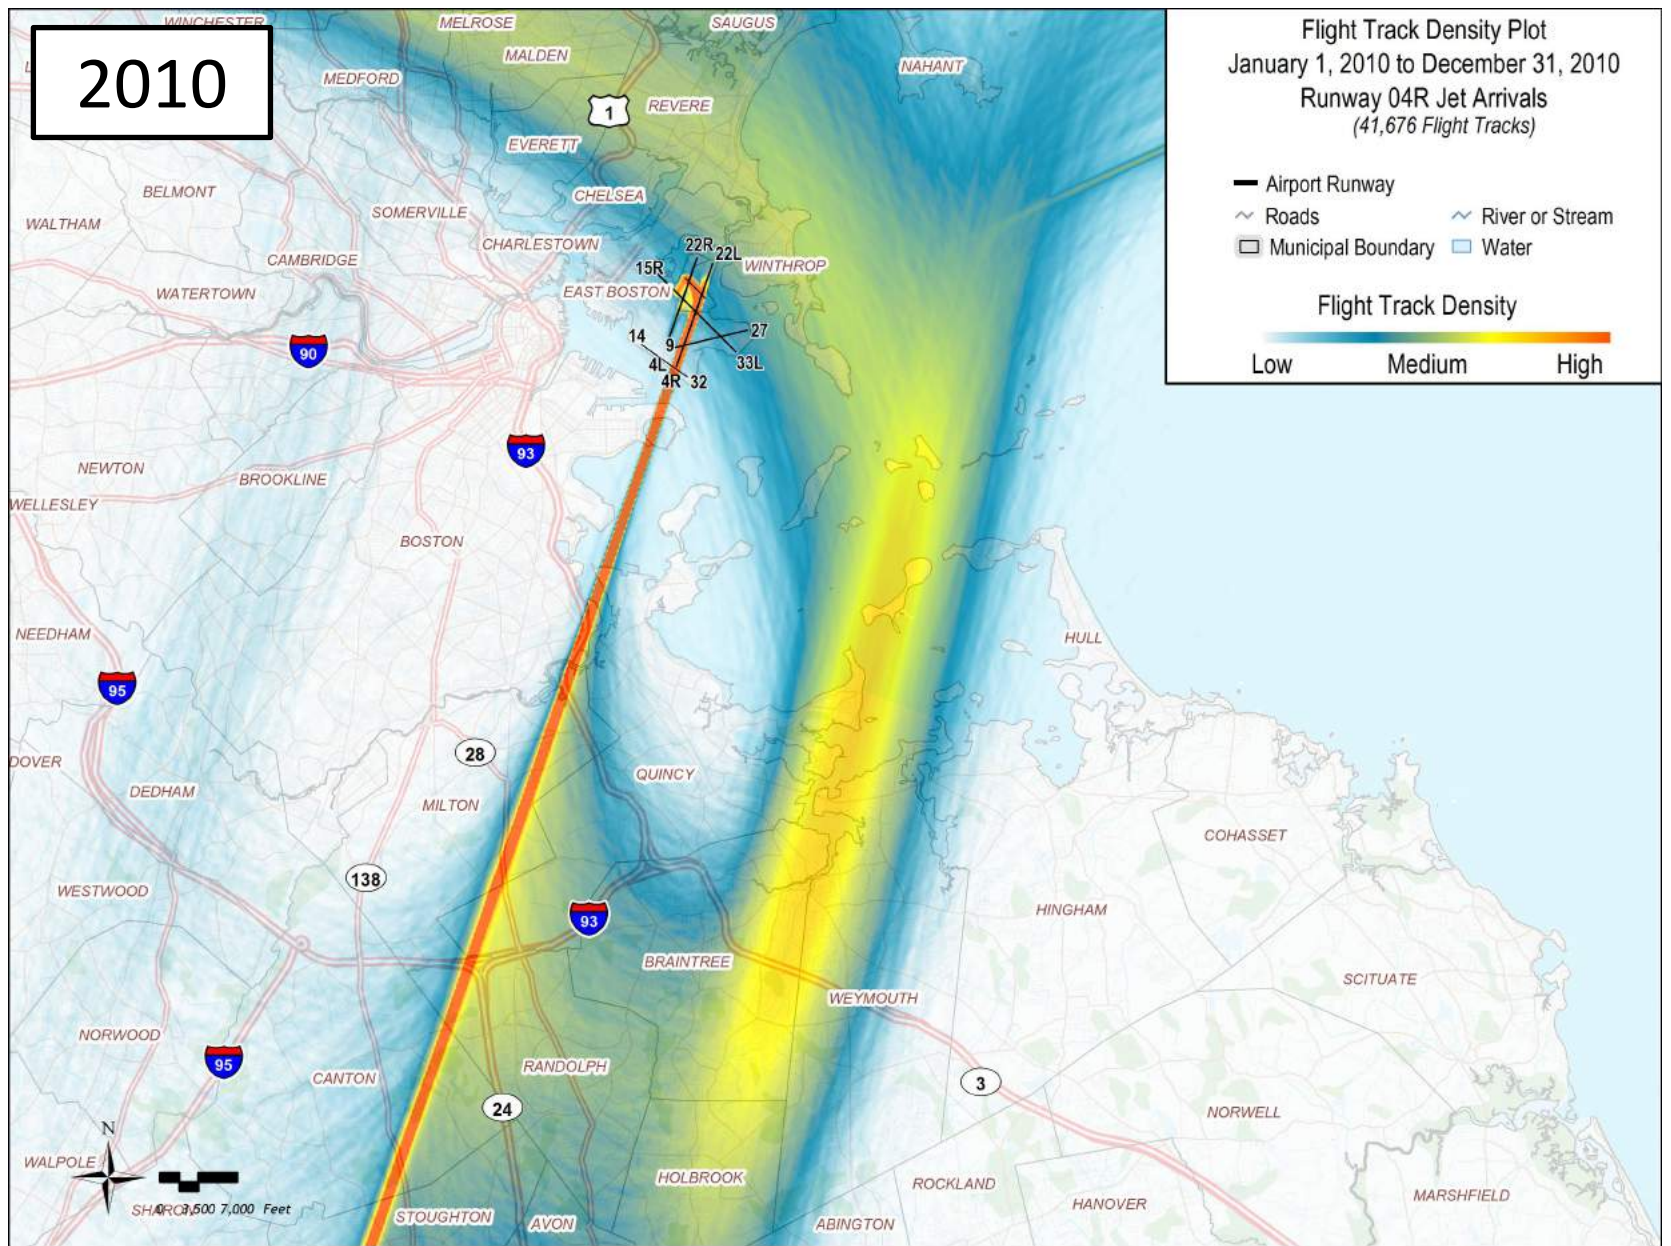 2010
Flight Track Density Plot
January 1, 2010 to December 31, 2010
Runway 04R Jet Arrivals
(41,676 Flight Tracks)
Airport Runway
Roads
River or Stream
Municipal Boundary
Water
Flight Track Density
Low
Medium
High
WINCHESTER
MELROSE
SAUGUS
MALDEN
NAHANT
MEDFORD
1
REVERE
EVERETT
BELMONT
CHELSEA
SOMERVILLE
WALTHAM
CHARLESTOWN
22R
22L
CAMBRIDGE
15R
WINTHROP
WATERTOWN
EAST BOSTON
14
9
27
90
4L
33L
4R
32
93
NEWTON
BROOKLINE
WELLESLEY
BOSTON
NEEDHAM
HULL
95
28
DOVER
QUINCY
DEDHAM
MILTON
COHASSET
138
WESTWOOD
93
HINGHAM
BRAINTREE
SCITUATE
WEYMOUTH
NORWOOD
95
RANDOLPH
CANTON
3
24
NORWELL
N
WALPOLE
HOLBROOK
ROCKLAND
MARSHFIELD
HANOVER
SHARON
0 3,500 7,000 Feet
STOUGHTON
AVON
ABINGTON